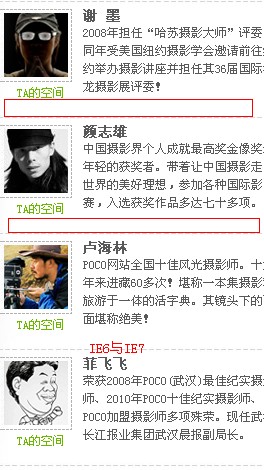 谢 墨
2008年担任“哈苏摄影大师”评委
同年受美国纽约摄影学会邀请前往
约举办摄影讲座并担任其36届国际
龙摄影展评委！
TA的空间
颜志雄
中国摄影界个人成就最高奖金像奖
年轻的获奖者。带着让中国摄影走
世界的美好理想，参加各种国际影
赛，入选获奖作品多达七十多项。
TA的空间
卢海林
POCO网站全国十佳风光摄影师。十
年来进藏60多次！堪称一本集摄影
旅游于一体的活字典。其镜头下的
面堪称绝美！
TA的空间
IE6与IE7
菲飞飞
荣获2008年POCO(武汉)最佳纪实摄
师、2010年POCO十佳纪实摄影师、
POCO加盟摄影师多项殊荣。现任武
长江报业集团武汉晨报副局长。
TA的空间